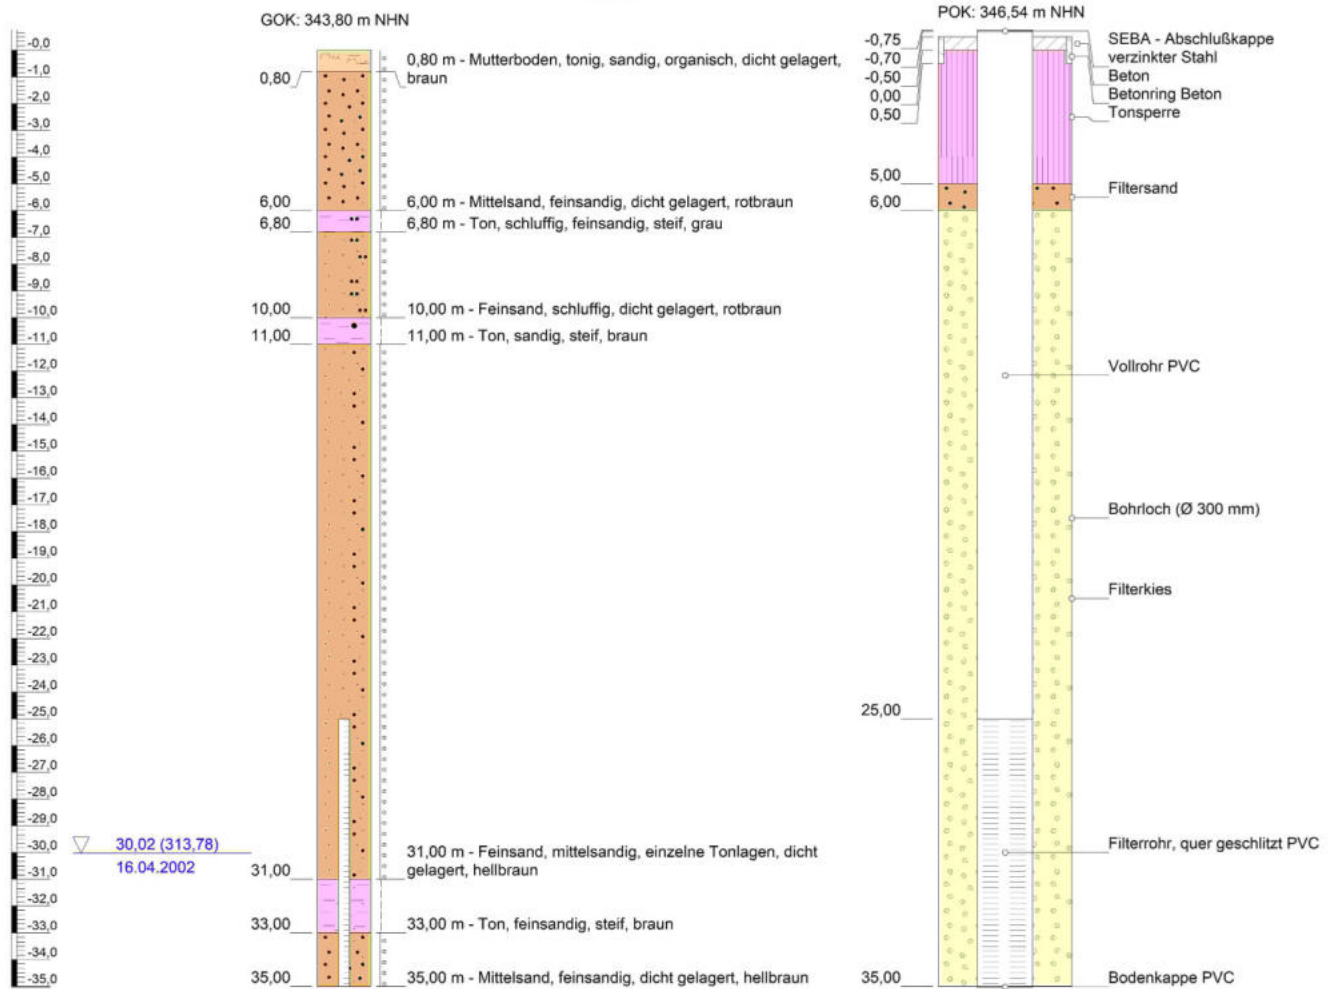 GOK: 343,80 m NHN
POK: 346,54 m NHN
-0,0
-1,0
-2,0
-3,0
-4,0
-5,0
-6,0
-7,0
-8,0
-9,0
-10,0
-11,0
-12,0
-13,0
-14,0
-15,0
-16,0
-17,0
-18,0
-19,0
-20,0
-21,0
-22,0
-23,0
-24,0
-25,0
-26,0
-27,0
-28,0
-29,0
-30,0
-31,0
-32,0
-33,0
-34,0
-35,0
30,02 (313,78)
16.04.2002
0,80
6,00
6,80
10,00
11,00
31,00
33,00
35,00
0,80 m - Mutterboden, tonig, sandig, organisch, dicht gelagert,
braun
6,00 m - Mittelsand, feinsandig, dicht gelagert, rotbraun
6,80 m - Ton, schluffig, feinsandig, steif, grau
10,00 m - Feinsand, schluffig, dicht gelagert, rotbraun
11,00 m - Ton, sandig, steif, braun
31,00 m - Feinsand, mittelsandig, einzelne Tonlagen, dicht
gelagert, hellbraun
33,00 m - Ton, feinsandig, steif, braun
35,00 m - Mittelsand, feinsandig, dicht gelagert, hellbraun
-0,75
-0,70
-0,50
0,00
0,50
5,00
6,00
25,00
35,00
SEBA - Abschlußkappe
verzinkter Stahl
Beton
Betonring Beton
Tonsperre
Filtersand
Vollrohr PVC
Bohrloch (Ø 300 mm)
Filterkies
Filterrohr, quer geschlitzt PVC
Bodenkappe PVC